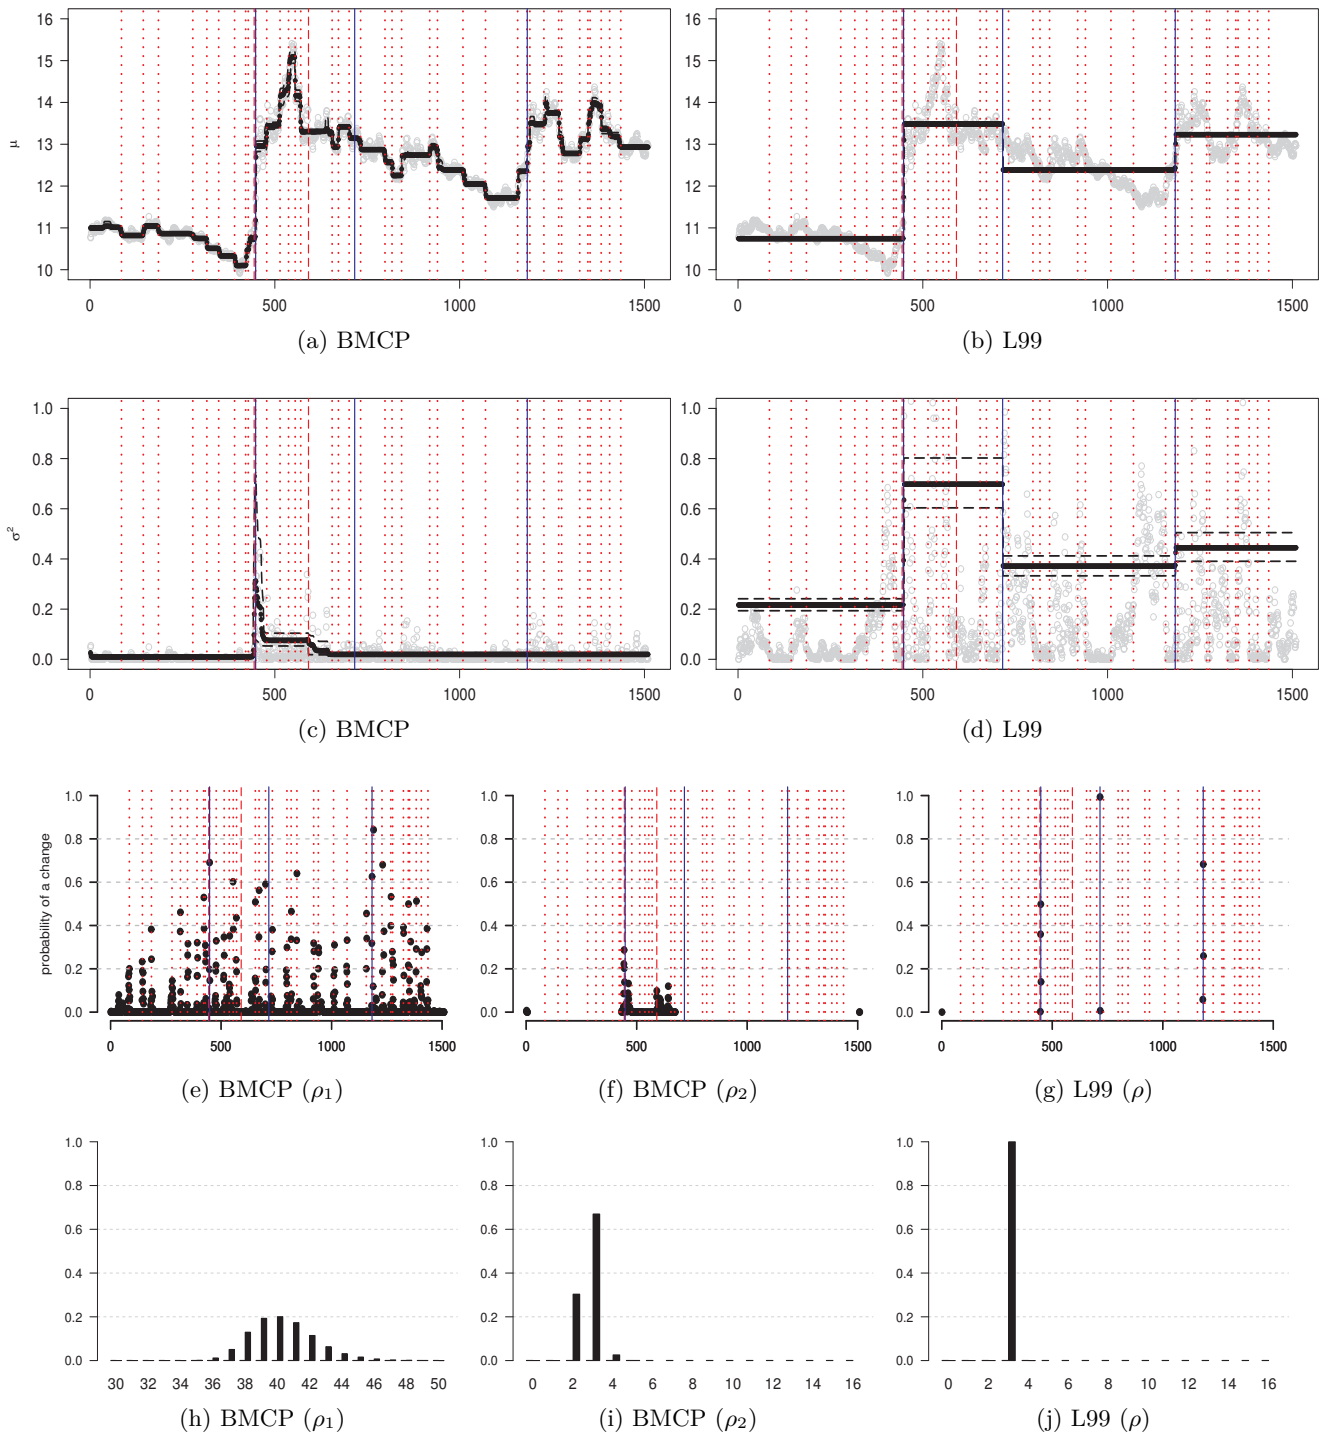 16 15 14 13 12 11 10
μ
0 500 1000 1500
(a) BMCP
16 15 14 13 12 11 10
0 500 1000 1500
(b) L99
1.0 0.8 0.6 0.4 0.2 0.0
σ²
0 500 1000 1500
(c) BMCP
1.0 0.8 0.6 0.4 0.2 0.0
0 500 1000 1500
(d) L99
1.0 0.8 0.6 0.4 0.2 0.0
probability of a change
0 500 1000 1500
(e) BMCP (ρ₁)
1.0 0.8 0.6 0.4 0.2 0.0
0 500 1000 1500
(f) BMCP (ρ₂)
1.0 0.8 0.6 0.4 0.2 0.0
0 500 1000 1500
(g) L99 (ρ)
1.0 0.8 0.6 0.4 0.2 0.0
30 32 34 36 38 40 42 44 46 48 50
(h) BMCP (ρ₁)
1.0 0.8 0.6 0.4 0.2 0.0
0 2 4 6 8 10 12 14 16
(i) BMCP (ρ₂)
1.0 0.8 0.6 0.4 0.2 0.0
0 2 4 6 8 10 12 14 16
(j) L99 (ρ)